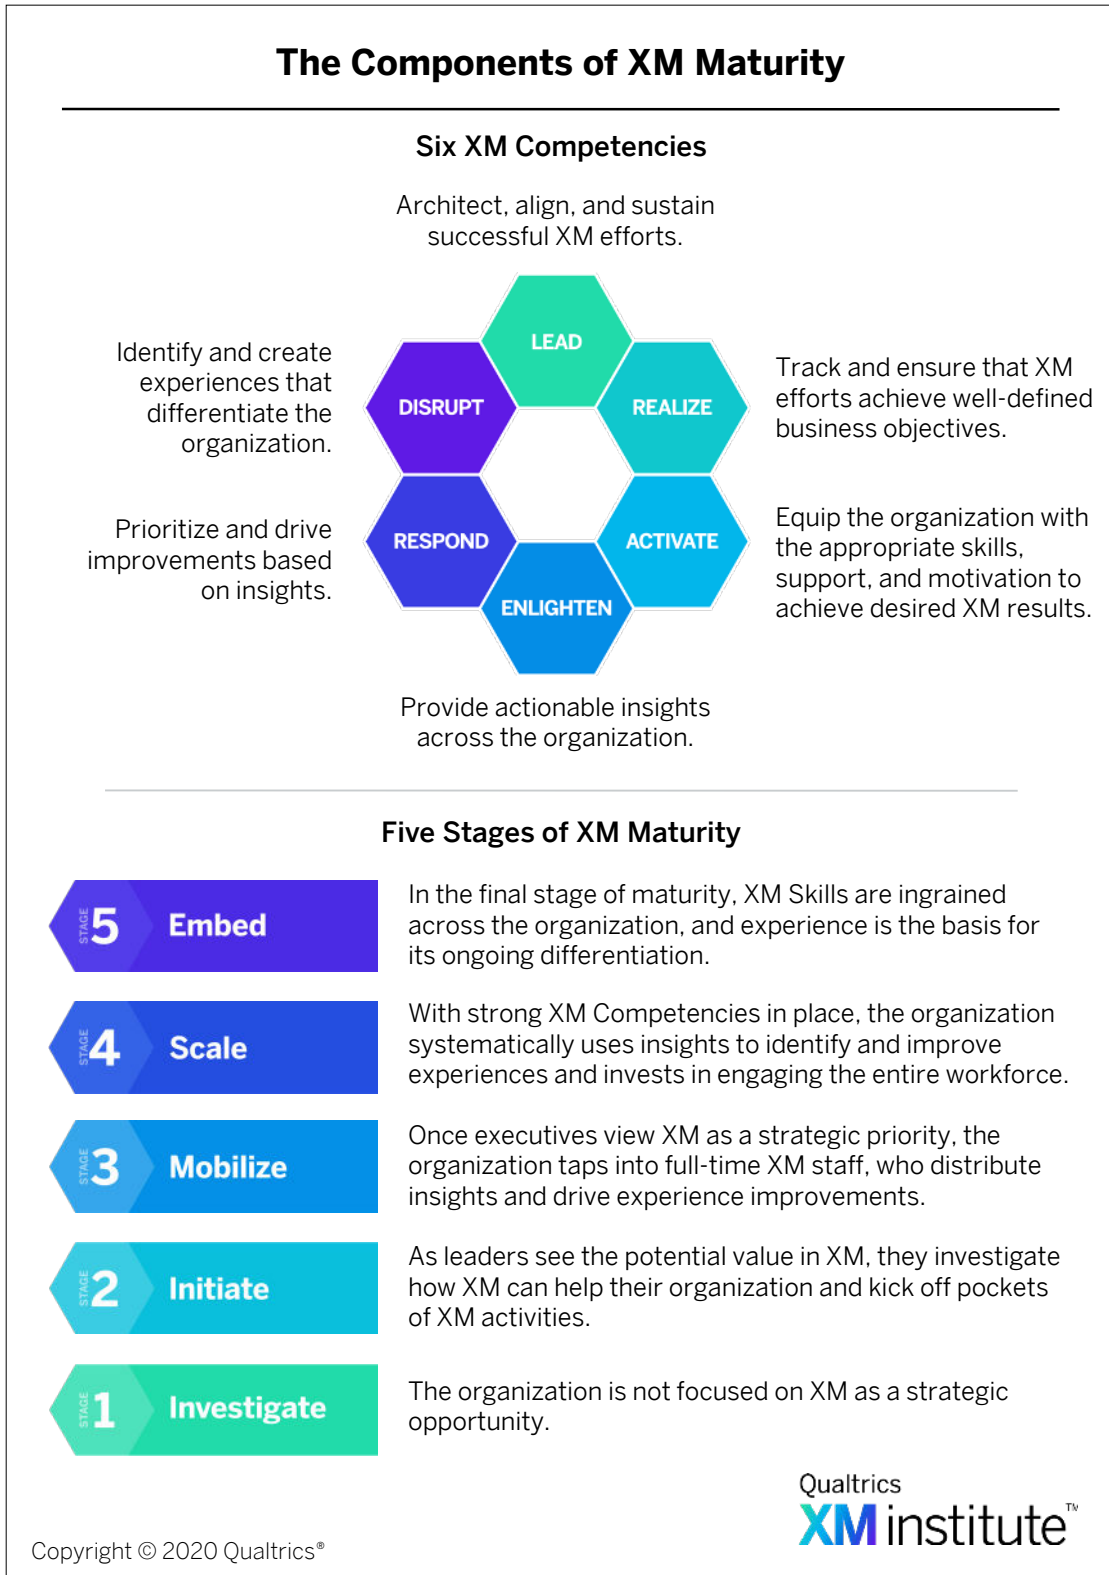 The Components of XM Maturity
Six XM Competencies
Architect, align, and sustain
successful XM efforts.
LEAD
Identify and create
experiences that
differentiate the
organization.
DISRUPT
REALIZE
Track and ensure that XM
efforts achieve well-defined
business objectives.
Prioritize and drive
improvements based
on insights.
RESPOND
ACTIVATE
Equip the organization with
the appropriate skills,
support, and motivation to
achieve desired XM results.
ENLIGHTEN
Provide actionable insights
across the organization.
Five Stages of XM Maturity
STAGE 5 Embed
In the final stage of maturity, XM Skills are ingrained
across the organization, and experience is the basis for
its ongoing differentiation.
STAGE 4 Scale
With strong XM Competencies in place, the organization
systematically uses insights to identify and improve
experiences and invests in engaging the entire workforce.
STAGE 3 Mobilize
Once executives view XM as a strategic priority, the
organization taps into full-time XM staff, who distribute
insights and drive experience improvements.
STAGE 2 Initiate
As leaders see the potential value in XM, they investigate
how XM can help their organization and kick off pockets
of XM activities.
STAGE 1 Investigate
The organization is not focused on XM as a strategic
opportunity.
Qualtrics
XM institute™
Copyright © 2020 Qualtrics®